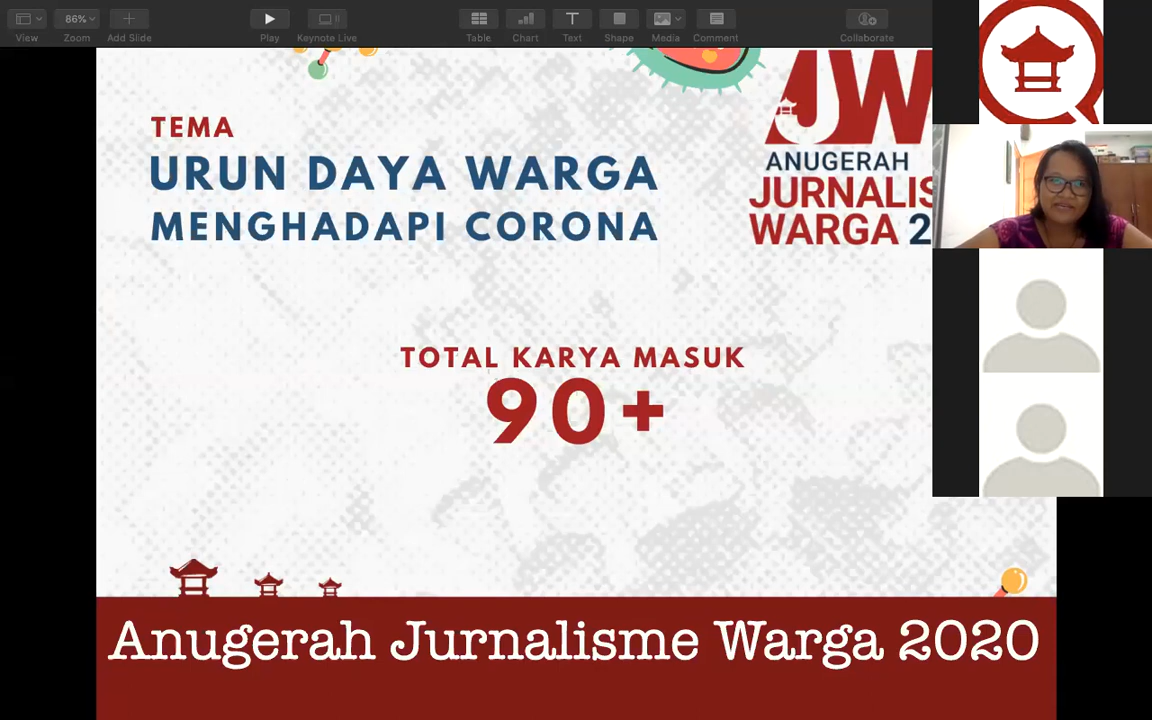 86%
View
Zoom
Add Slide
Play
Keynote Live
Table
Chart
Text
Shape
Media
Comment
Collaborate
TEMA
URUN DAYA WARGA
MENGHADAPI CORONA
JW
ANUGERAH
JURNALIS
WARGA 2
TOTAL KARYA MASUK
90+
Anugerah Jurnalisme Warga 2020